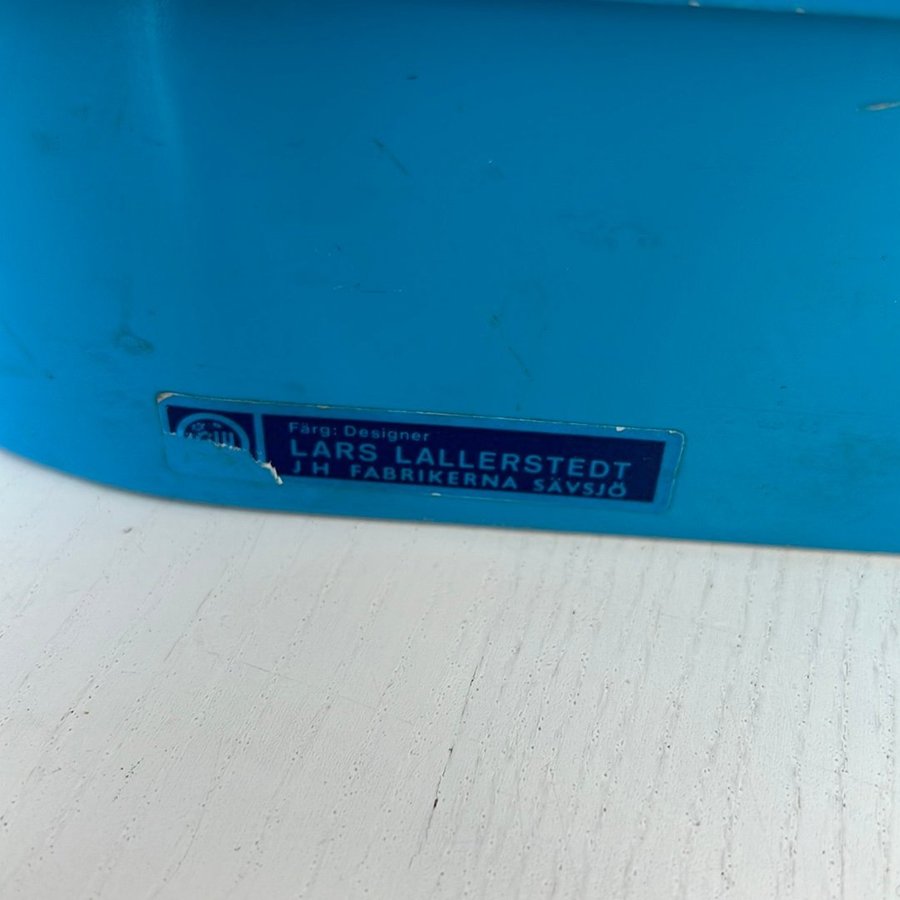 Färg: Designer
LARS LALLERSTEDT
J H FABRIKERNA SÄVSJÖ